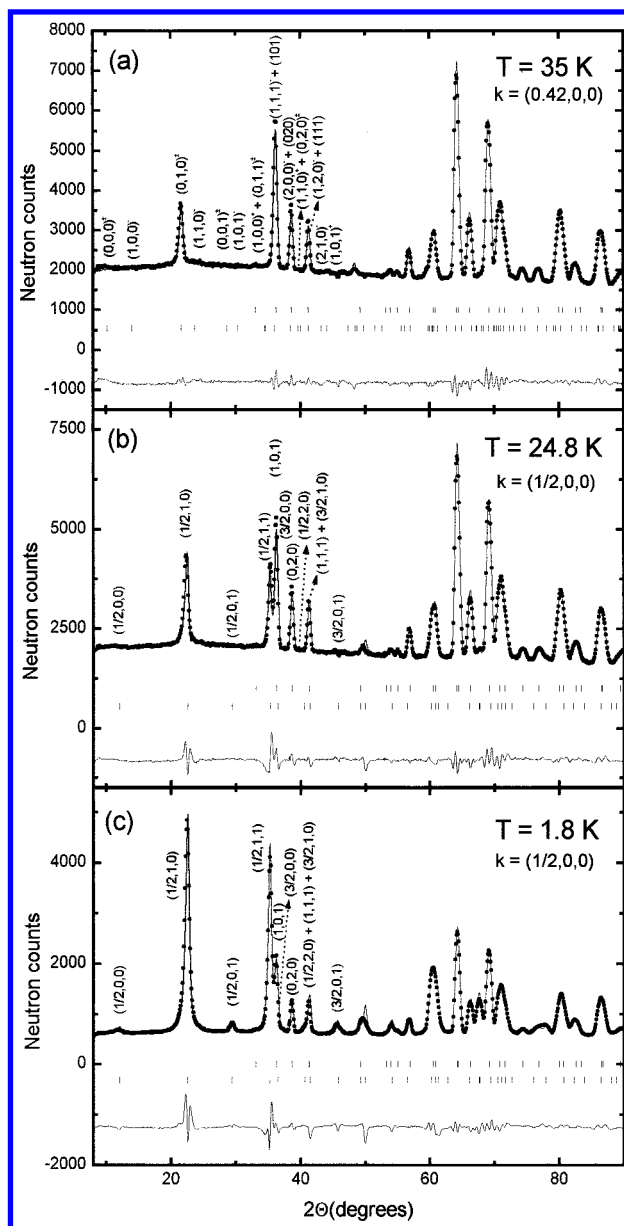 (a)
T = 35 K
k = (0.42,0,0)
Neutron counts
8000
7000
6000
5000
4000
3000
2000
1000
0
-1000
(0,0,0)±
(1,0,0)-
(0,1,0)±
(1,1,0)-
(0,0,1)±
(1,0,1)-
(1,0,0)+ + (0,1,1)±
(1,1,1)- + (101)
(2,0,0)- + (020)
(1,1,0)+ + (0,2,0)±
(1,2,0)- + (111)
(2,1,0)-
(1,0,1)+
(b)
T = 24.8 K
k = (1/2,0,0)
Neutron counts
7500
5000
2500
0
(1/2,0,0)
(1/2,1,0)
(1/2,0,1)
(1/2,1,1)
(1,0,1)
(3/2,0,0)
(0,2,0)
(1/2,2,0)
(1,1,1) + (3/2,1,0)
(3/2,0,1)
(c)
T = 1.8 K
k = (1/2,0,0)
Neutron counts
4000
2000
0
-2000
(1/2,0,0)
(1/2,1,0)
(1/2,0,1)
(1/2,1,1)
(1,0,1)
(3/2,0,0)
(0,2,0)
(1/2,2,0) + (1,1,1) + (3/2,1,0)
(3/2,0,1)
20 40 60 80
2Θ(degrees)